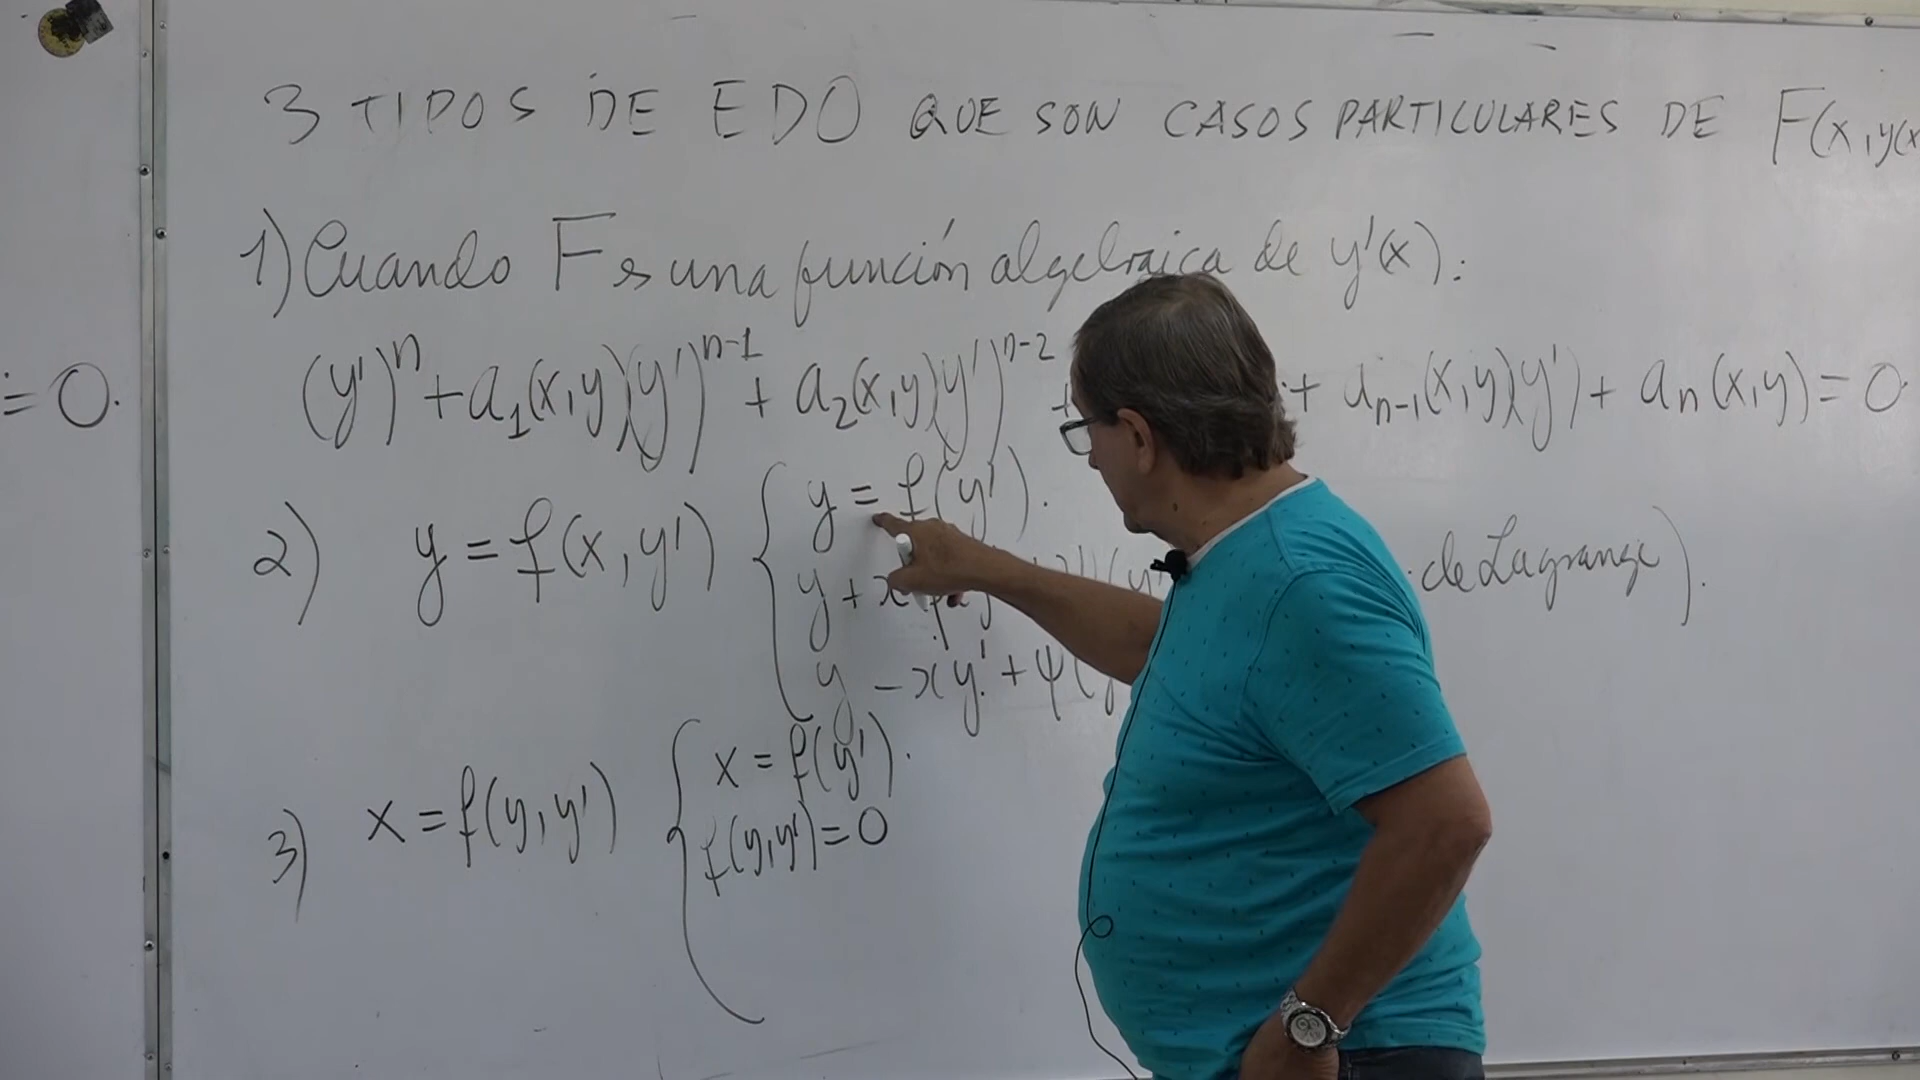 3 TIPOS DE EDO QUE SON CASOS PARTICULARES DE F(x,y(x
1) Cuando F es una función algebraica de y'(x):
= 0.
(y')^n + a_1(x,y)(y')^{n-1} + a_2(x,y)(y')^{n-2} + + a_{n-1}(x,y)(y') + a_n(x,y) = 0.
2) y = f(x,y') { y = f(y').
y + x de Lagrange).
y - xy' + ψ(y
3) x = f(y,y') { x = f(y').
f(y,y') = 0